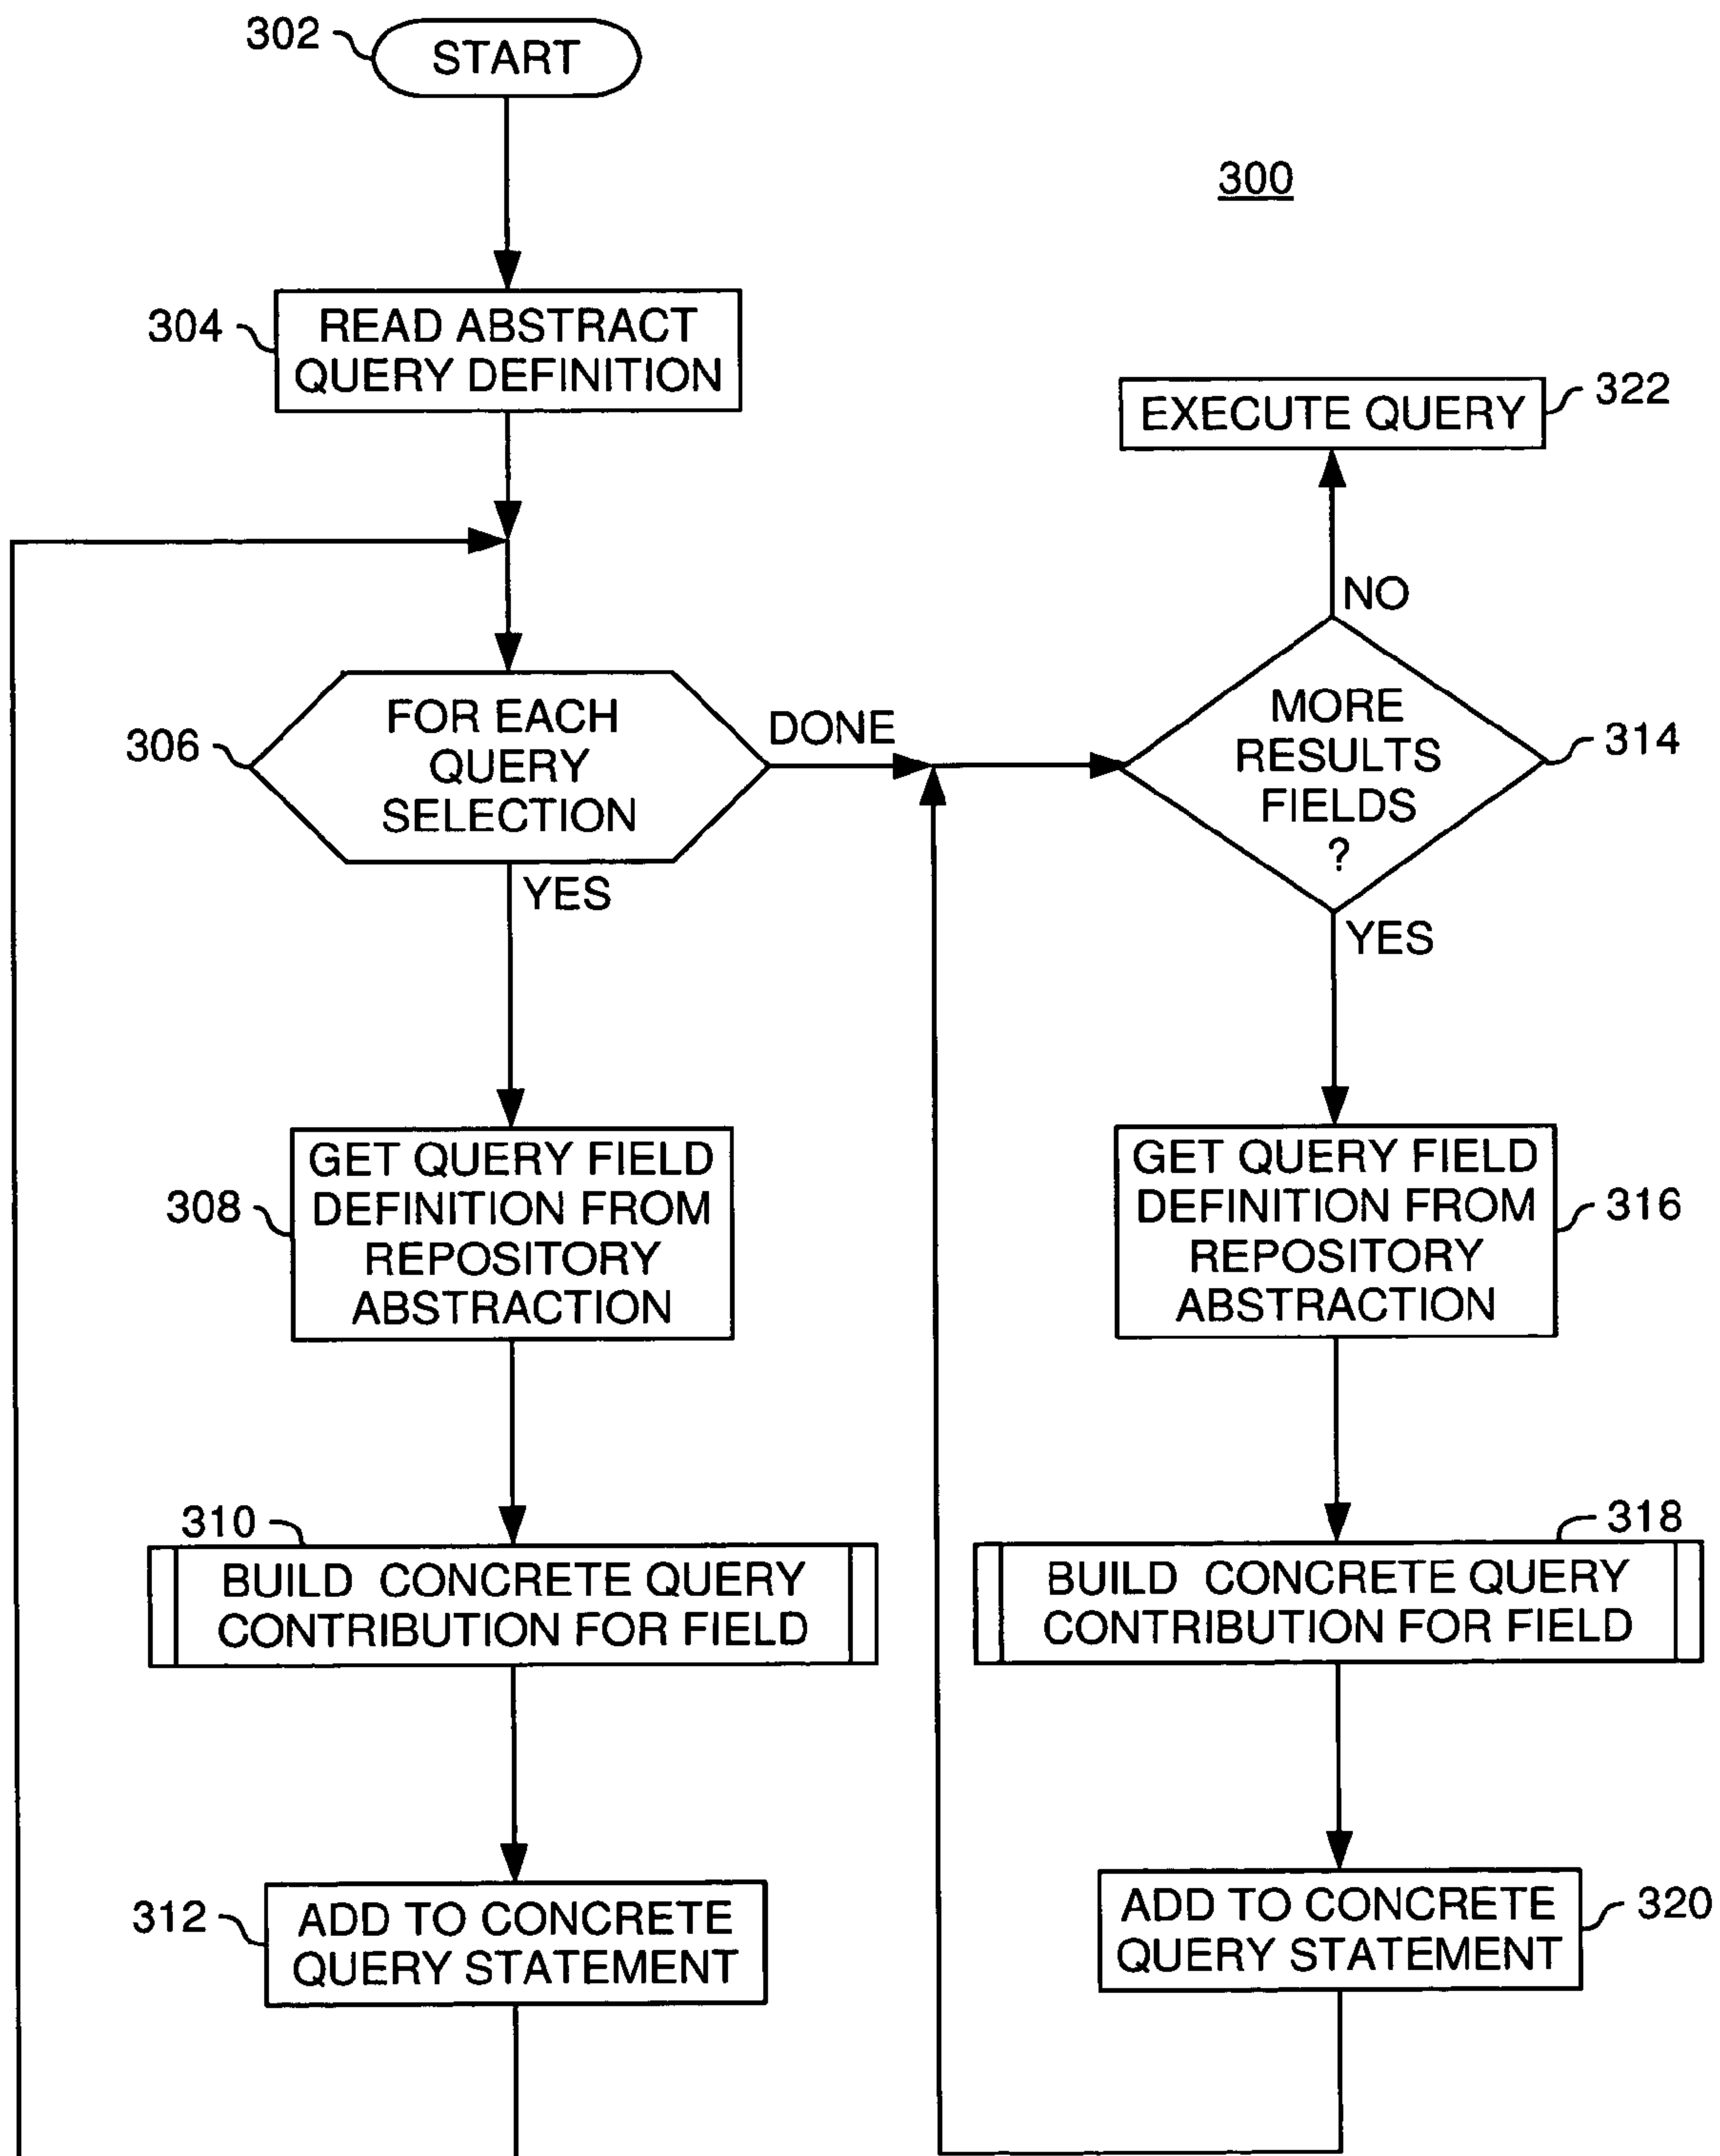 302
START
300
304
READ ABSTRACT
QUERY DEFINITION
EXECUTE QUERY
322
NO
306
FOR EACH
QUERY
SELECTION
DONE
YES
MORE
RESULTS
FIELDS
?
314
YES
308
GET QUERY FIELD
DEFINITION FROM
REPOSITORY
ABSTRACTION
GET QUERY FIELD
DEFINITION FROM
REPOSITORY
ABSTRACTION
316
310
BUILD CONCRETE QUERY
CONTRIBUTION FOR FIELD
318
BUILD CONCRETE QUERY
CONTRIBUTION FOR FIELD
312
ADD TO CONCRETE
QUERY STATEMENT
ADD TO CONCRETE
QUERY STATEMENT
320